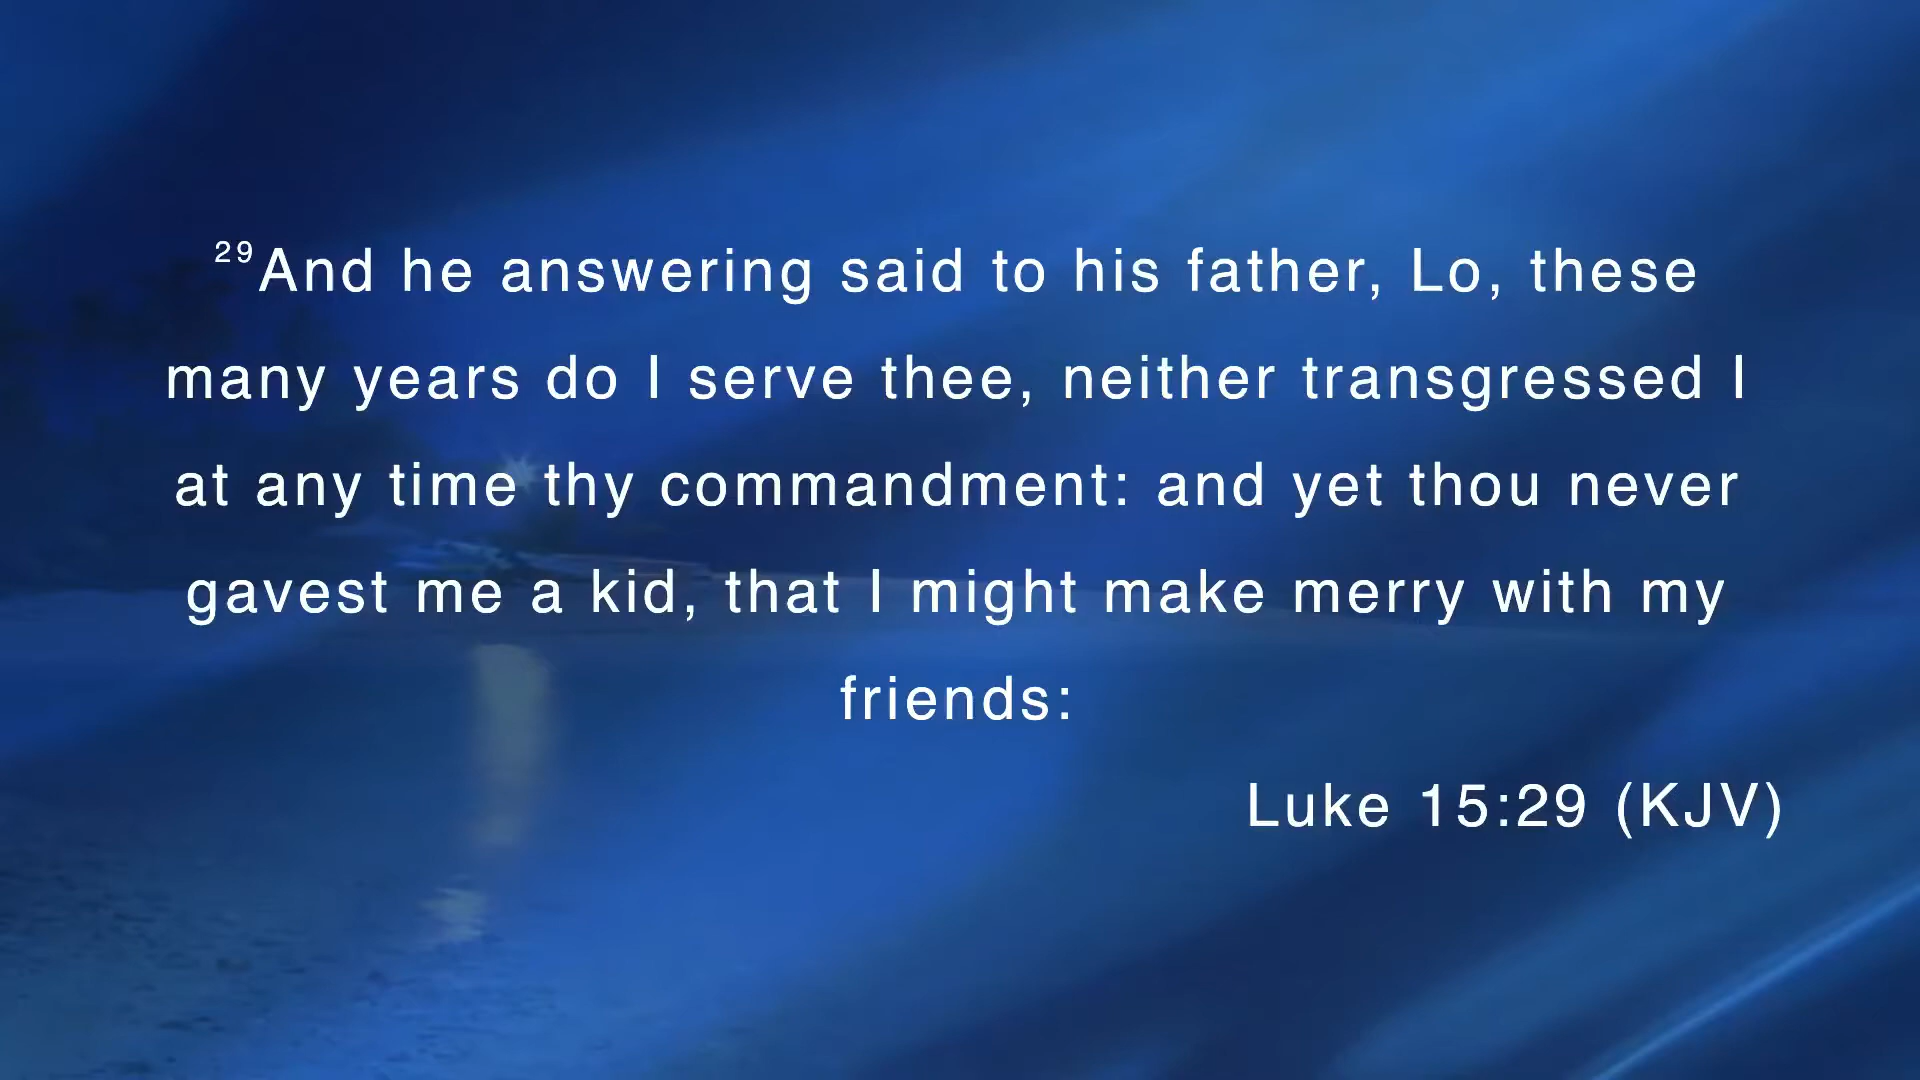 29And he answering said to his father, Lo, these
many years do I serve thee, neither transgressed I
at any time thy commandment: and yet thou never
gavest me a kid, that I might make merry with my
friends:
Luke 15:29 (KJV)